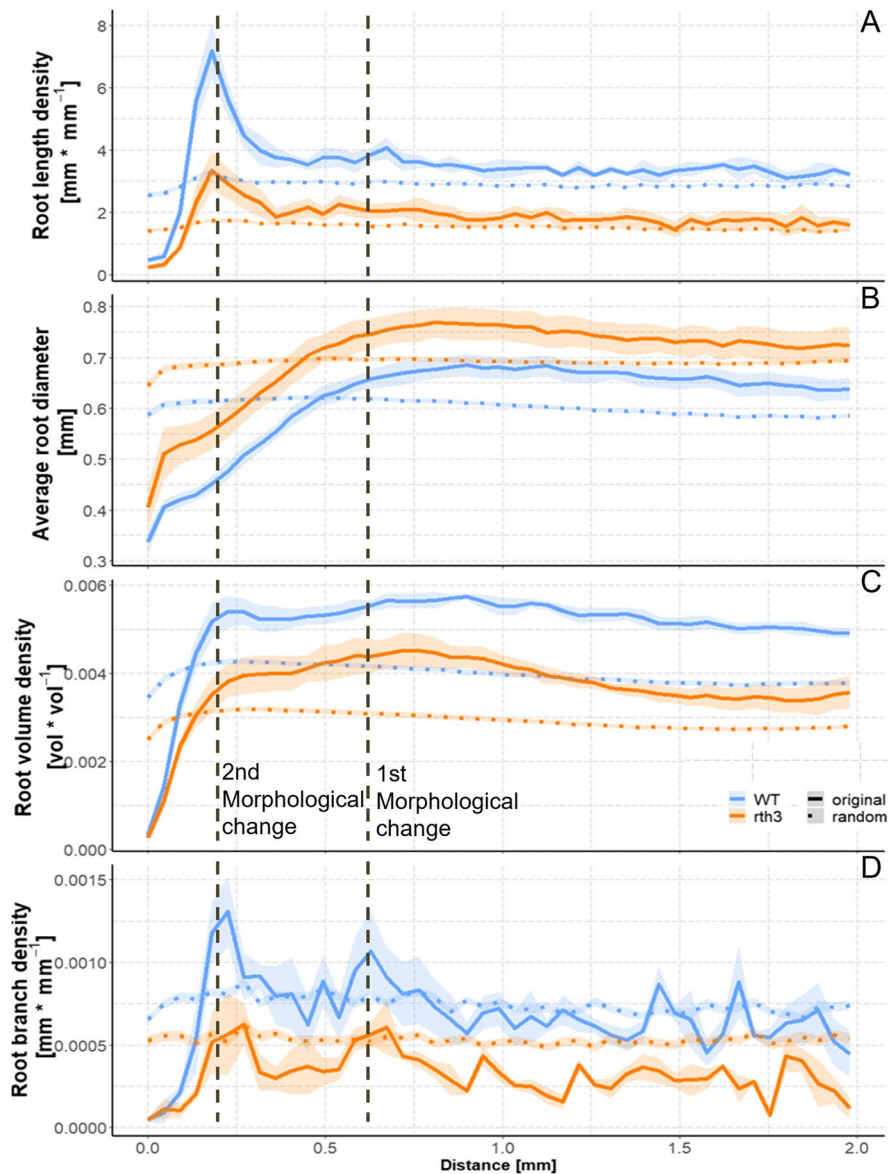 A
Root length density
[mm * mm⁻¹]
8
6
4
2
0
B
Average root diameter
[mm]
0.8
0.7
0.6
0.5
0.4
0.3
C
Root volume density
[vol * vol⁻¹]
0.006
0.004
0.002
0.000
2nd
Morphological
change
1st
Morphological
change
WT
rth3
original
random
D
Root branch density
[mm * mm⁻¹]
0.0015
0.0010
0.0005
0.0000
0.0
0.5
1.0
1.5
2.0
Distance [mm]